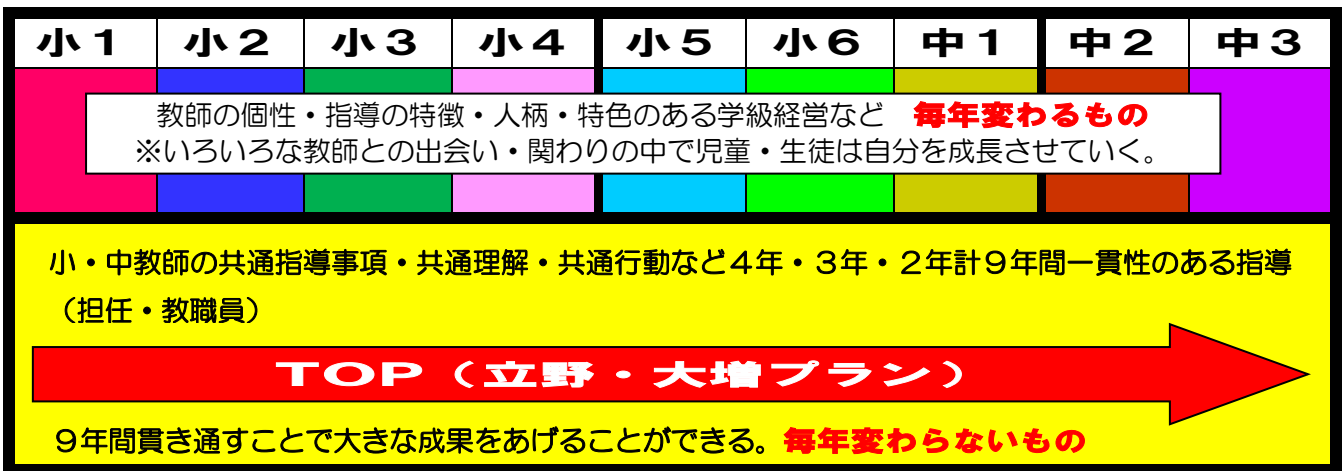 小1 小2 小3 小4 小5 小6 中1 中2 中3
教師の個性・指導の特徴・人柄・特色のある学級経営など 毎年変わるもの
※いろいろな教師との出会い・関わりの中で児童・生徒は自分を成長させていく。
小・中教師の共通指導事項・共通理解・共通行動など4年・3年・2年計9年間一貫性のある指導
（担任・教職員）
TOP（立野・大増プラン）
9年間貫き通すことで大きな成果をあげることができる。毎年変わらないもの